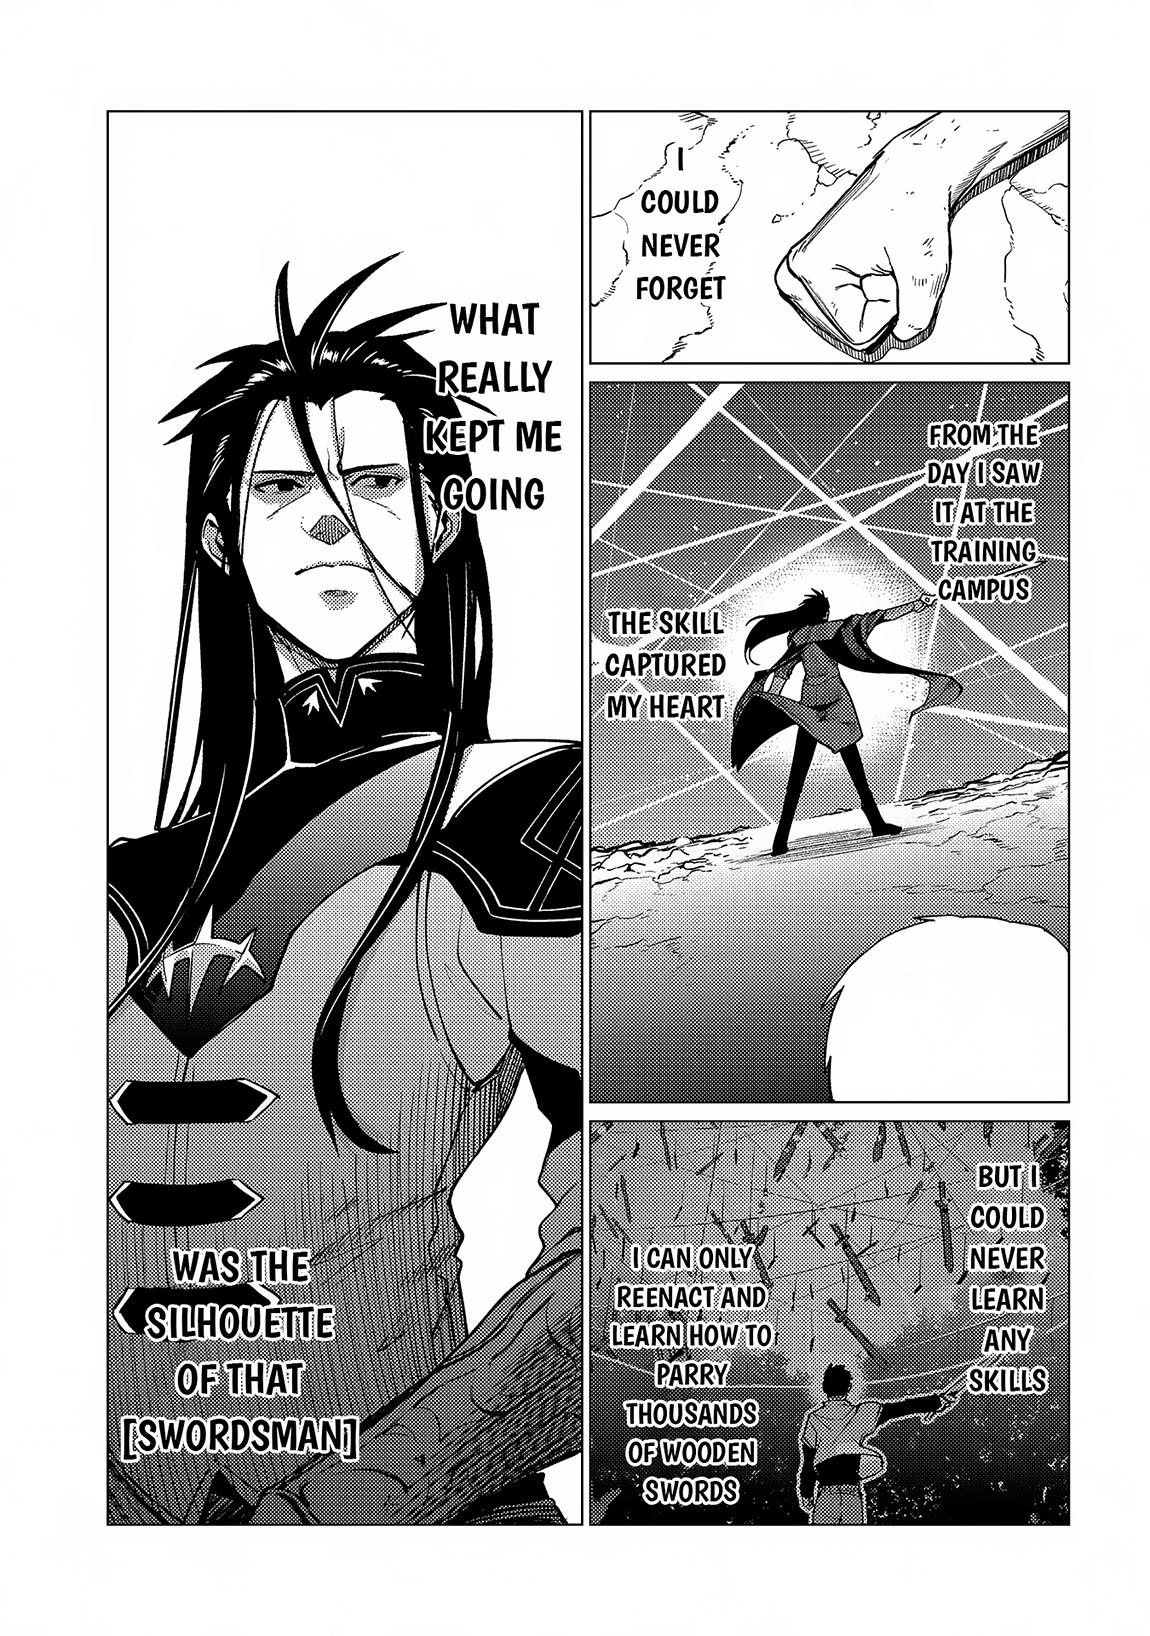 I
COULD
NEVER
FORGET
FROM THE
DAY I SAW
IT AT THE
TRAINING
CAMPUS
THE SKILL
CAPTURED
MY HEART
BUT I
COULD
NEVER
LEARN
ANY
SKILLS
I CAN ONLY
REENACT AND
LEARN HOW TO
PARRY
THOUSANDS
OF WOODEN
SWORDS
WHAT
REALLY
KEPT ME
GOING
WAS THE
SILHOUETTE
OF THAT
[SWORDSMAN]